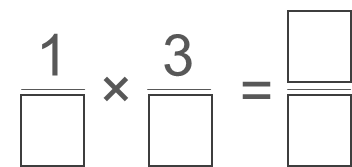 1 × 3 =